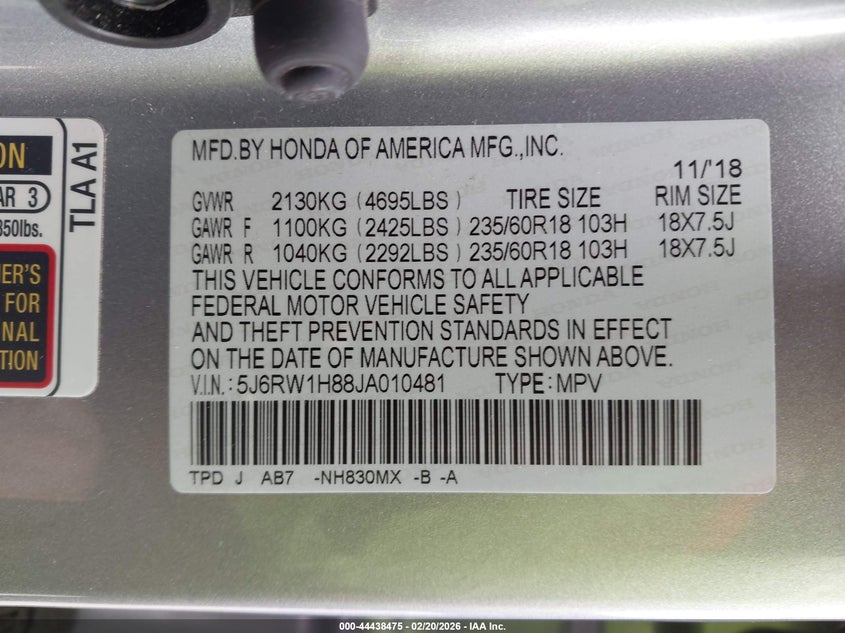 ON
AR 3
850lbs.
ER'S
FOR
NAL
TION
TLA A1
MFD.BY HONDA OF AMERICA MFG.,INC.
11/'18
GVWR 2130KG (4695LBS) TIRE SIZE RIM SIZE
GAWR F 1100KG (2425LBS) 235/60R18 103H 18X7.5J
GAWR R 1040KG (2292LBS) 235/60R18 103H 18X7.5J
THIS VEHICLE CONFORMS TO ALL APPLICABLE
FEDERAL MOTOR VEHICLE SAFETY
AND THEFT PREVENTION STANDARDS IN EFFECT
ON THE DATE OF MANUFACTURE SHOWN ABOVE.
V.I.N.: 5J6RW1H88JA010481 TYPE: MPV
TPD J AB7 -NH830MX -B -A
000-44438475 - 02/20/2026 - IAA Inc.